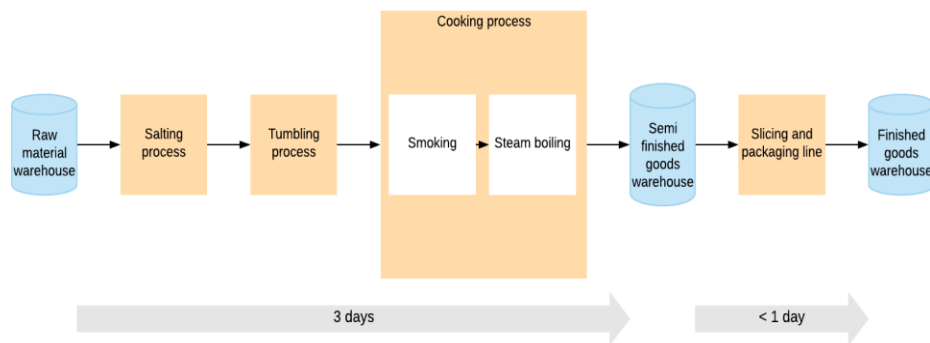 Cooking process
Raw
material
warehouse
Salting
process
Tumbling
process
Smoking
Steam boiling
Semi
finished
goods
warehouse
Slicing and
packaging line
Finished
goods
warehouse
3 days
< 1 day